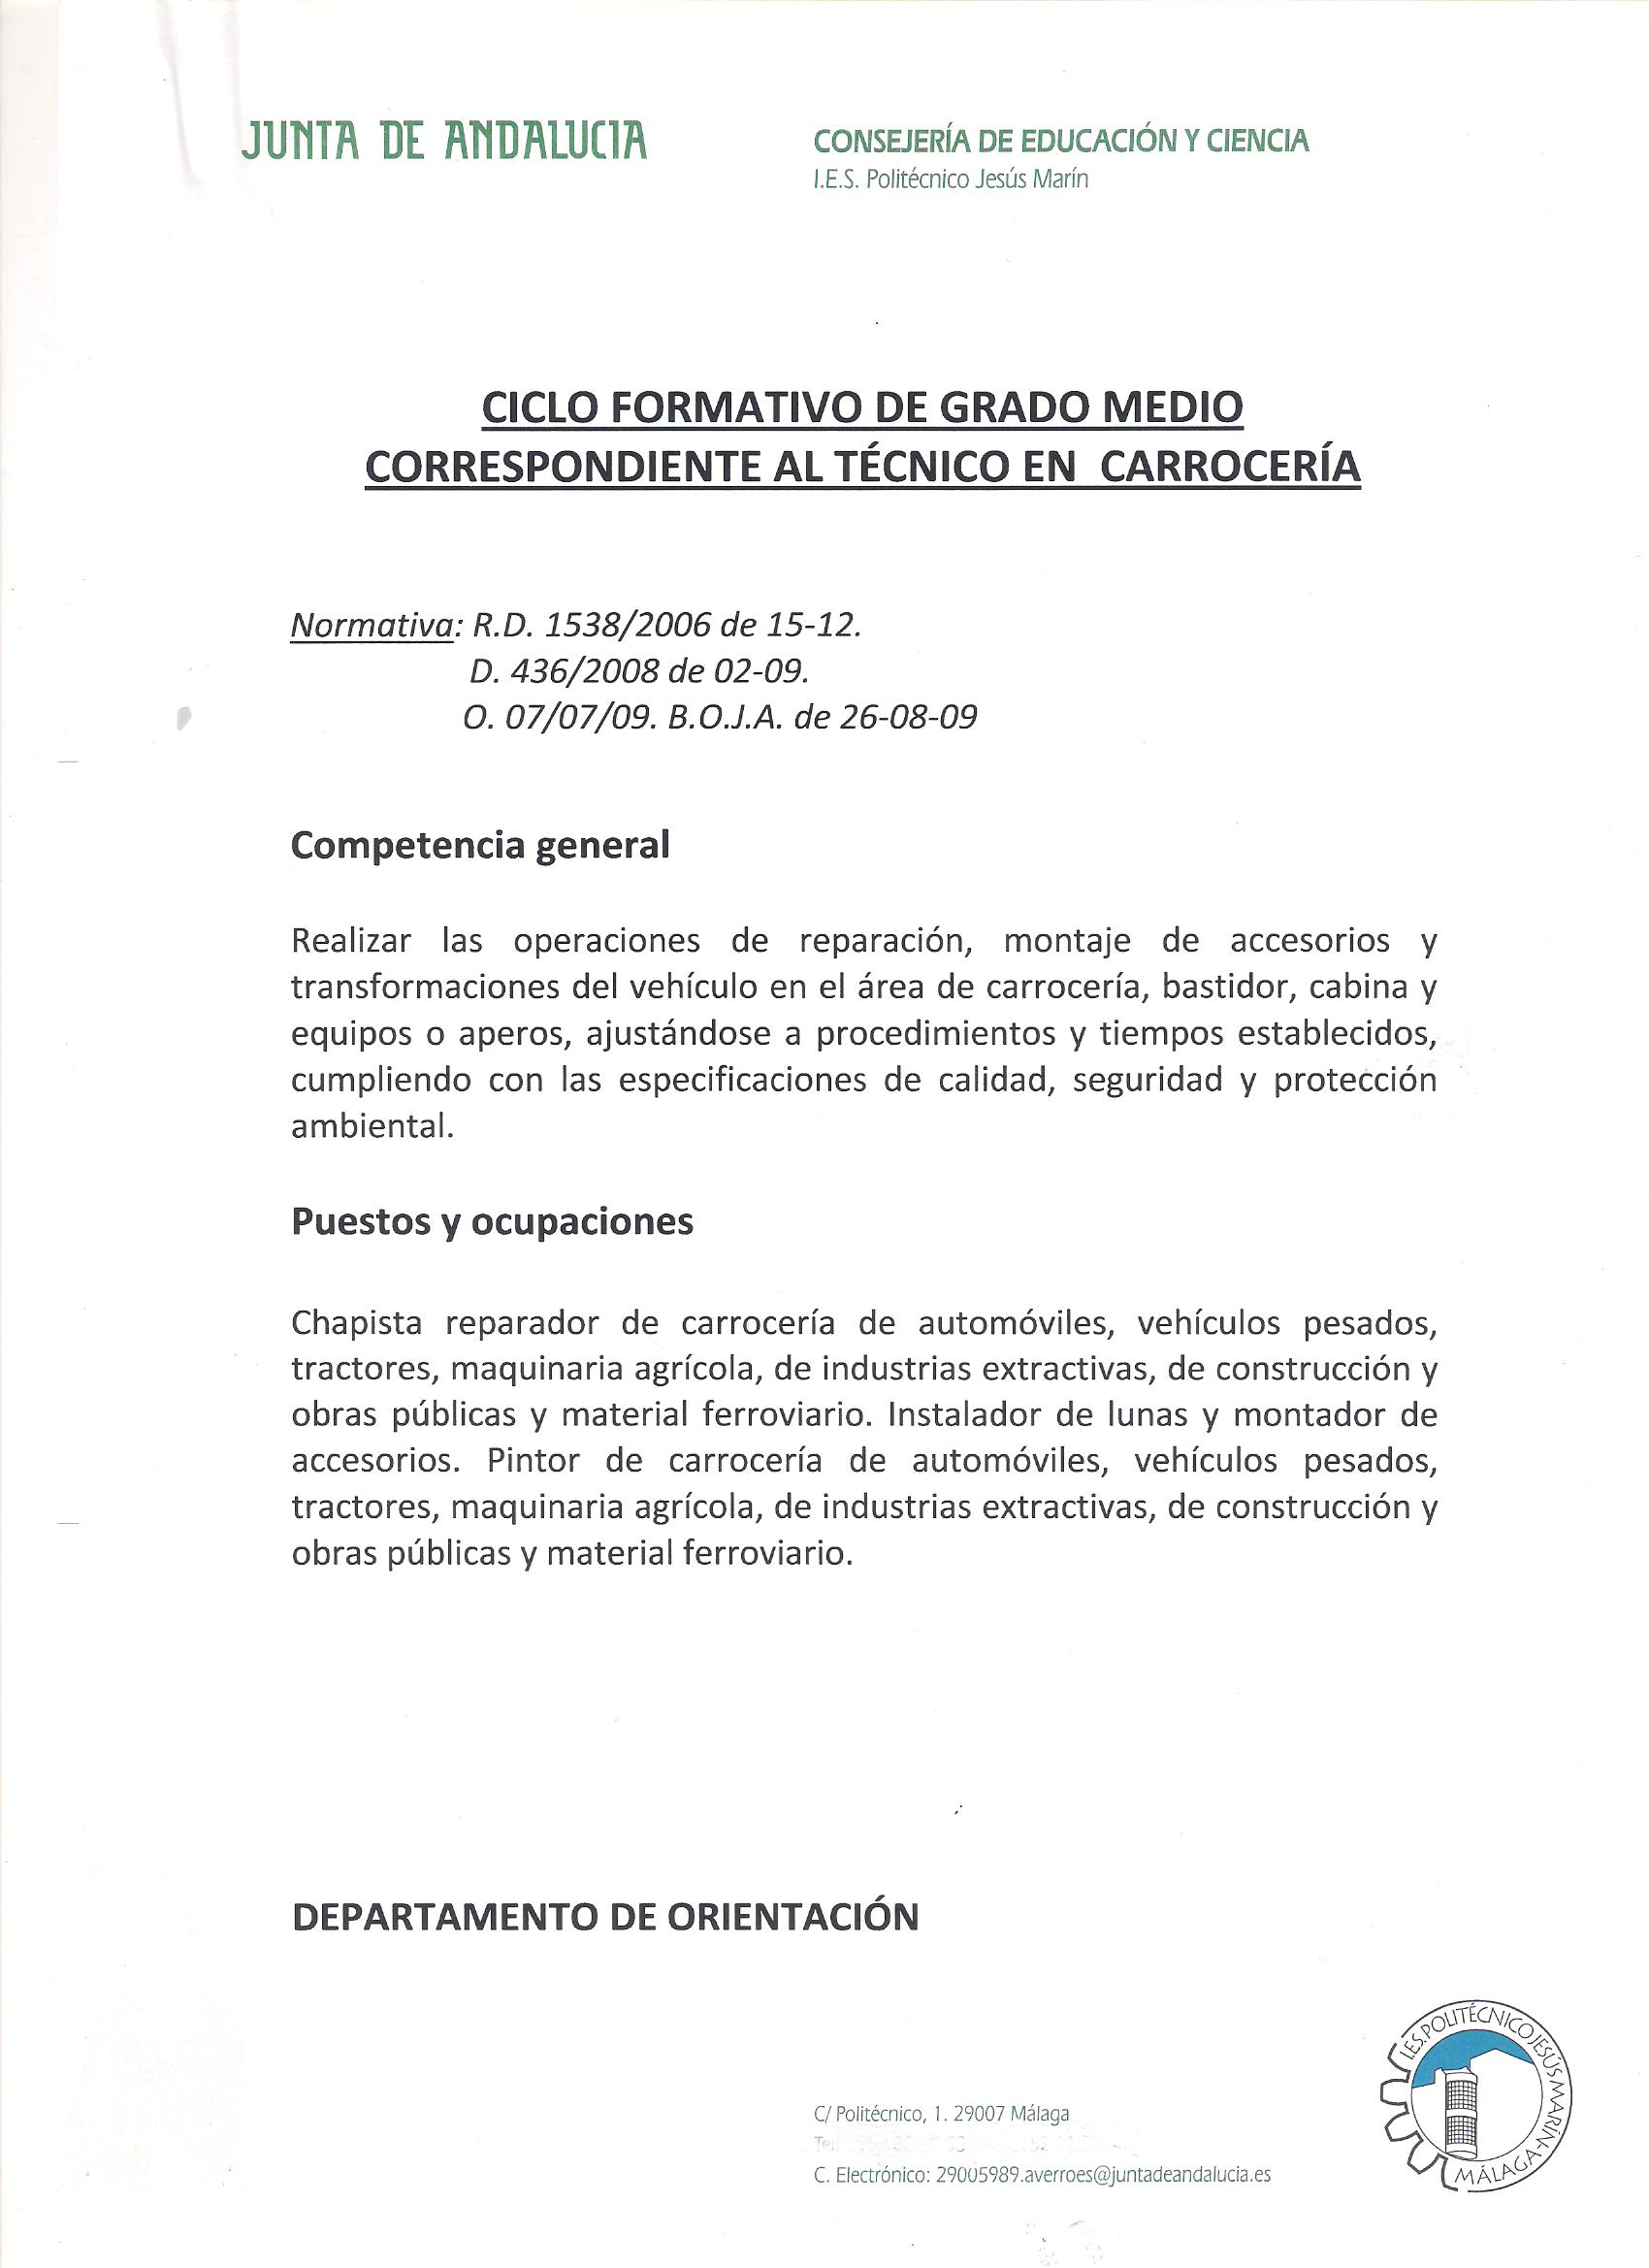 JUNTA DE ANDALUCIA
CONSEJERÍA DE EDUCACIÓN Y CIENCIA
I.E.S. Politécnico Jesús Marín
CICLO FORMATIVO DE GRADO MEDIO
CORRESPONDIENTE AL TÉCNICO EN CARROCERÍA
Normativa: R.D. 1538/2006 de 15-12.
D. 436/2008 de 02-09.
O. 07/07/09. B.O.J.A. de 26-08-09
Competencia general
Realizar las operaciones de reparación, montaje de accesorios y
transformaciones del vehículo en el área de carrocería, bastidor, cabina y
equipos o aperos, ajustándose a procedimientos y tiempos establecidos,
cumpliendo con las especificaciones de calidad, seguridad y protección
ambiental.
Puestos y ocupaciones
Chapista reparador de carrocería de automóviles, vehículos pesados,
tractores, maquinaria agrícola, de industrias extractivas, de construcción y
obras públicas y material ferroviario. Instalador de lunas y montador de
accesorios. Pintor de carrocería de automóviles, vehículos pesados,
tractores, maquinaria agrícola, de industrias extractivas, de construcción y
obras públicas y material ferroviario.
DEPARTAMENTO DE ORIENTACIÓN
I.E.S. POLITÉCNICO JESÚS MARÍN-MÁLAGA
C/ Politécnico, 1. 29007 Málaga
C. Electrónico: 29005989.averroes@juntadeandalucia.es